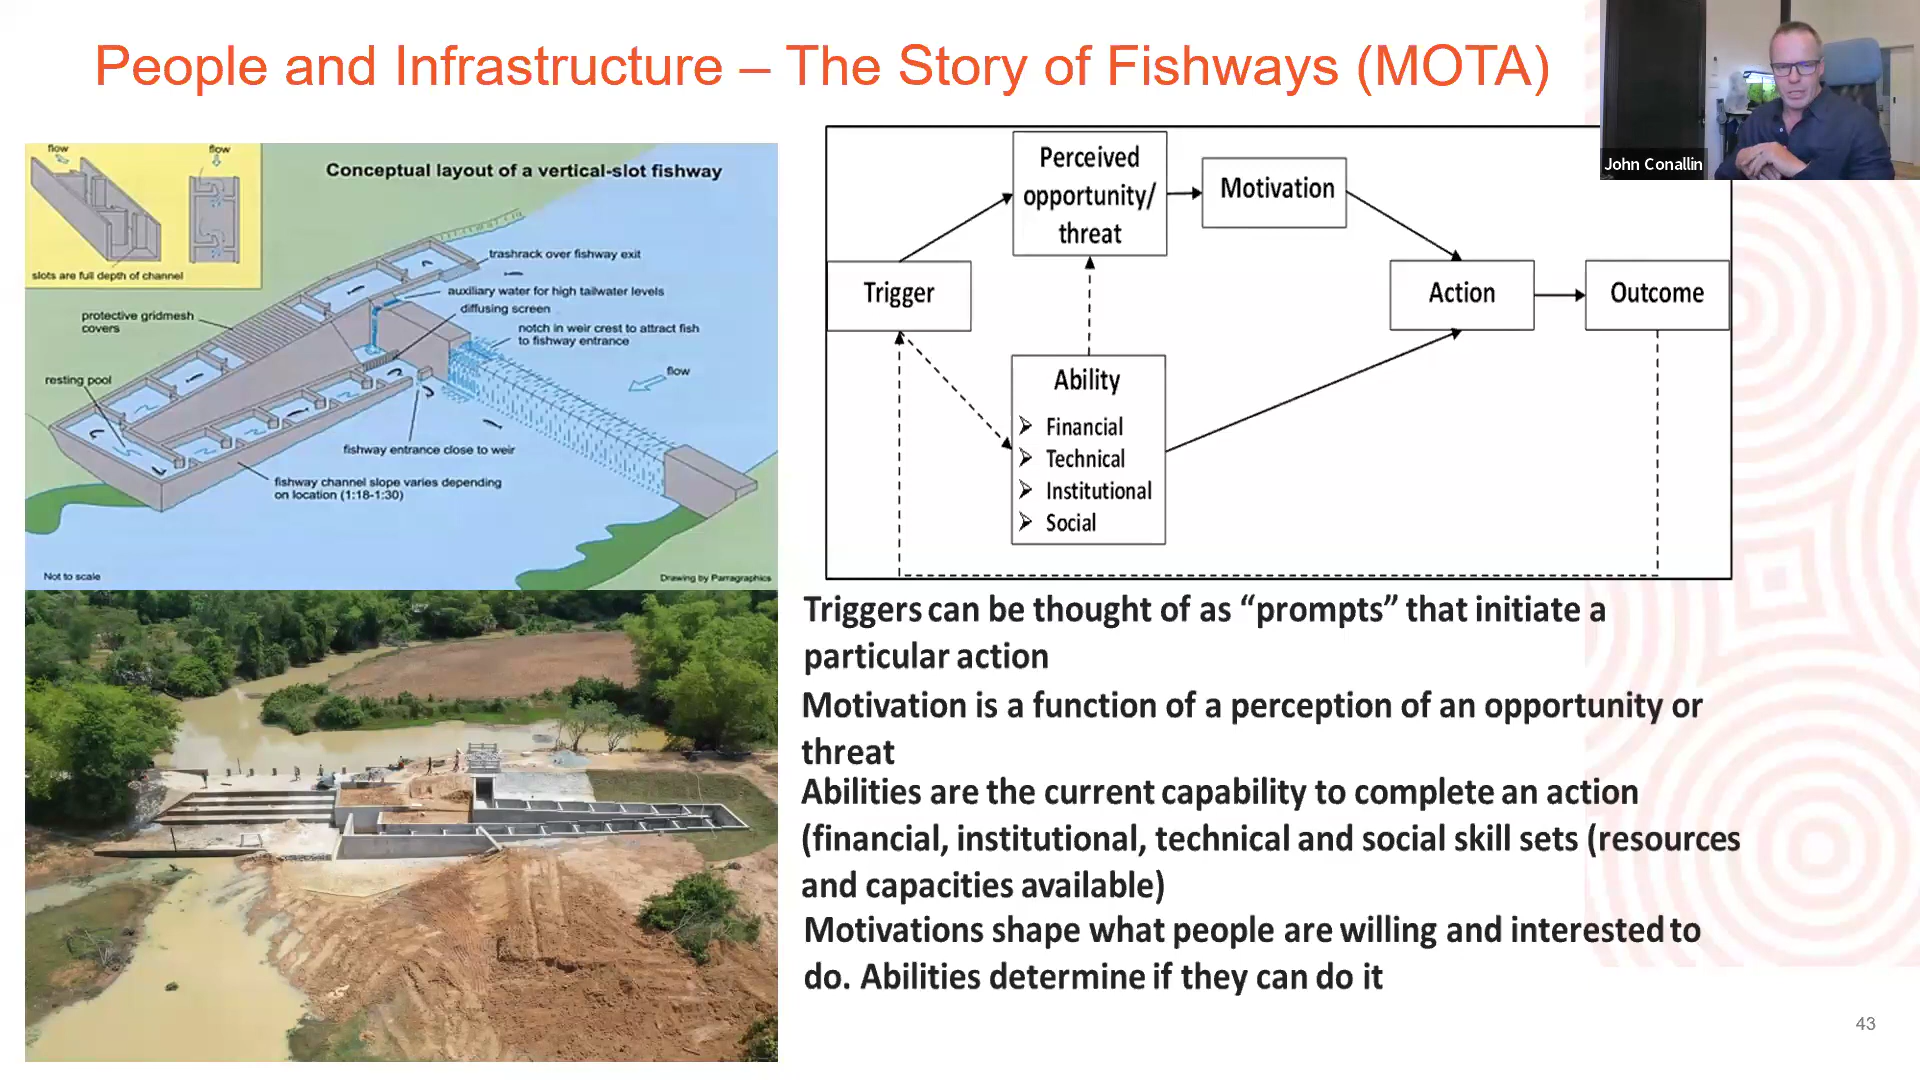 People and Infrastructure – The Story of Fishways (MOTA)
John Conallin
flow
flow
slots are full depth of channel
Conceptual layout of a vertical-slot fishway
trashrack over fishway exit
auxiliary water for high tailwater levels
diffusing screen
protective gridmesh
covers
notch in weir crest to attract fish
to fishway entrance
resting pool
flow
fishway entrance close to weir
fishway channel slope varies depending
on location (1:18-1:30)
Not to scale
Drawing by Parragraphics
Perceived
opportunity/
threat
Motivation
Trigger
Action
Outcome
Ability
Financial
Technical
Institutional
Social
Triggers can be thought of as “prompts” that initiate a
particular action
Motivation is a function of a perception of an opportunity or
threat
Abilities are the current capability to complete an action
(financial, institutional, technical and social skill sets (resources
and capacities available)
Motivations shape what people are willing and interested to
do. Abilities determine if they can do it
43